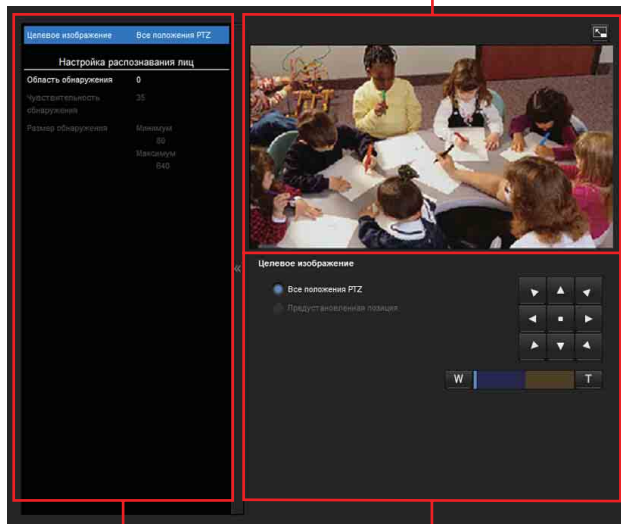 Целевое изображение Все положения PTZ
Настройка распознавания лиц
Область обнаружения 0
Чувствительность обнаружения 35
Размер обнаружения Минимум
80
Максимум
640
«
Целевое изображение
Все положения PTZ
Предустановленная позиция
W T